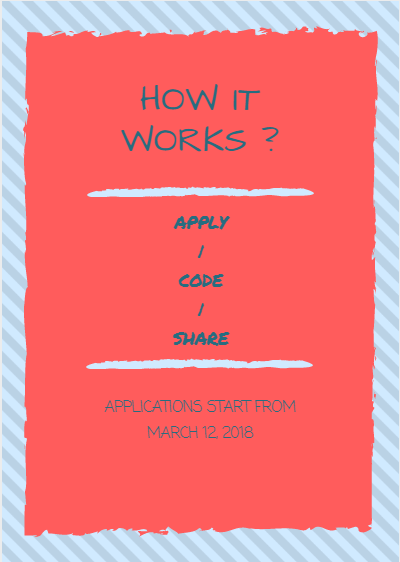 HOW IT
WORKS ?
APPLY
/
CODE
/
SHARE
APPLICATIONS START FROM
MARCH 12, 2018